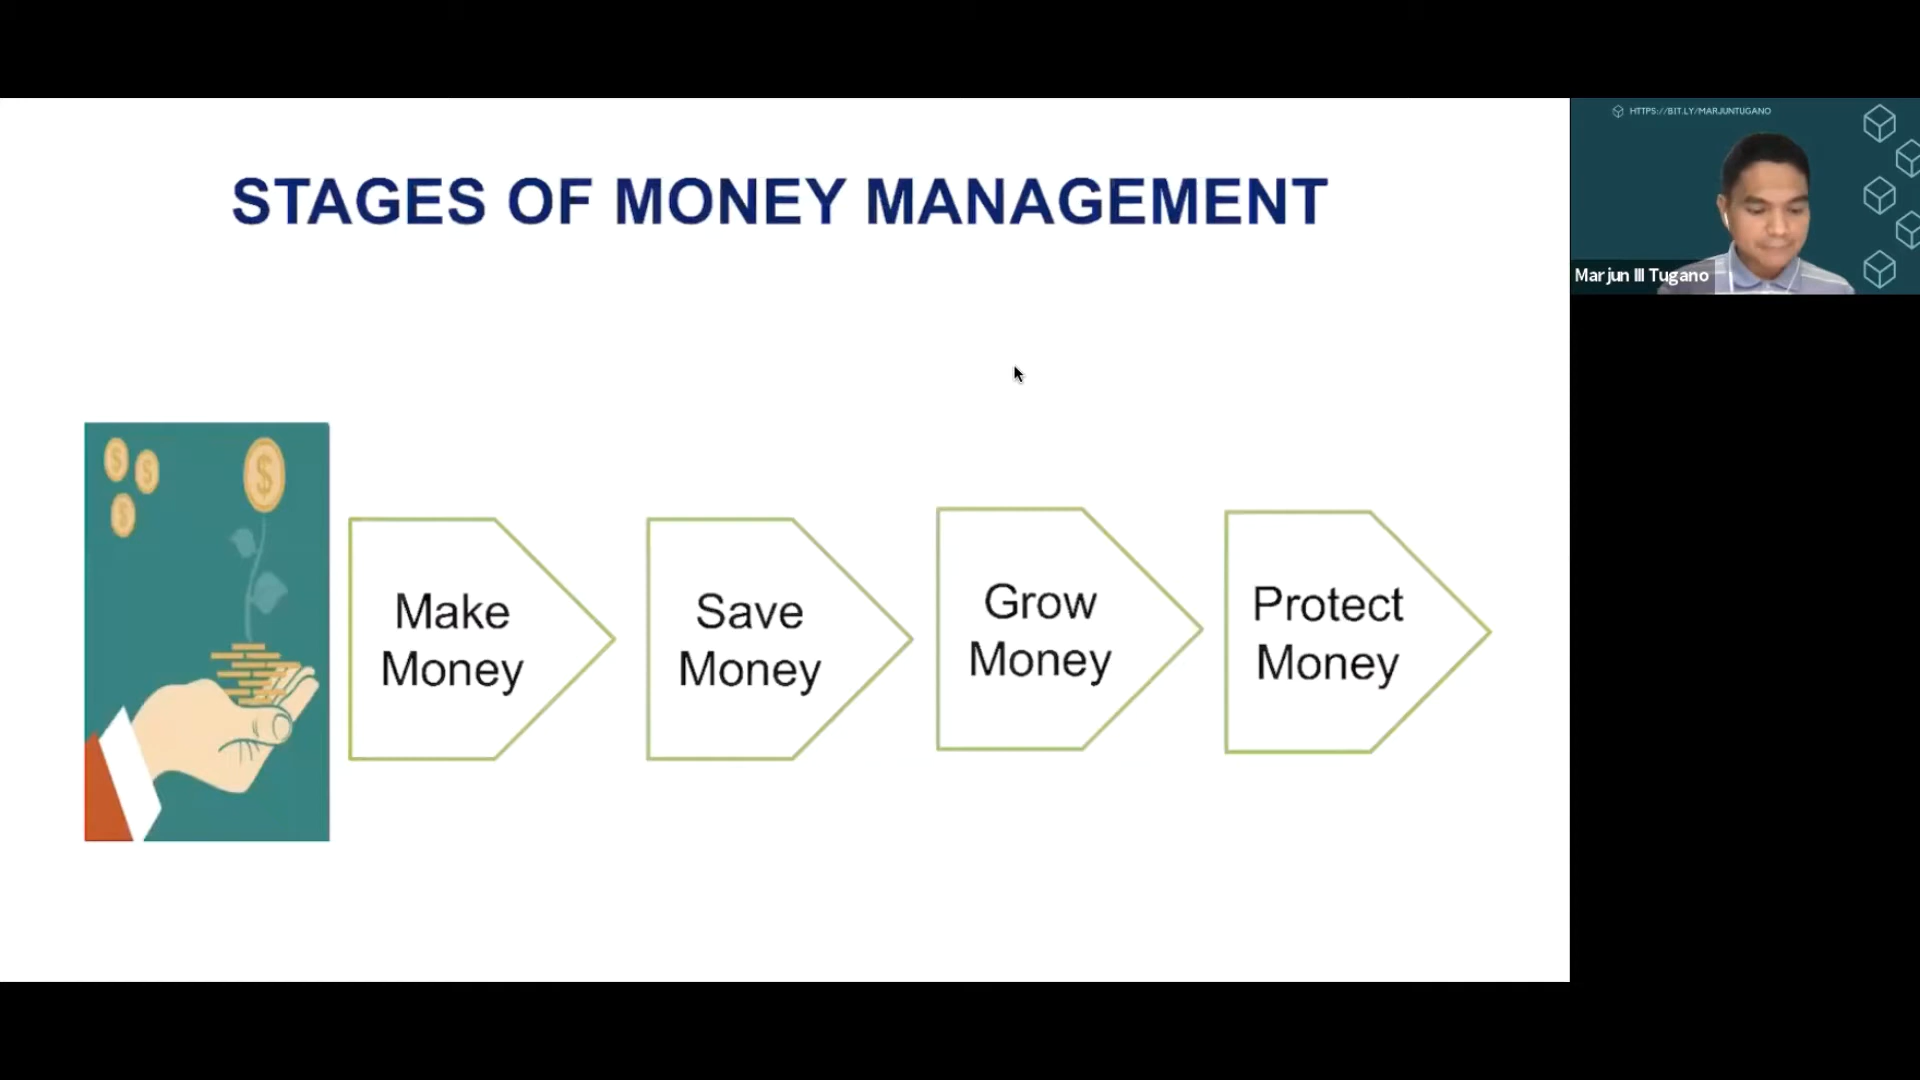 STAGES OF MONEY MANAGEMENT
HTTPS://BIT.LY/MARJUNTUGANO
Marjun III Tugano
$
$
$
$
Make
Money
Save
Money
Grow
Money
Protect
Money